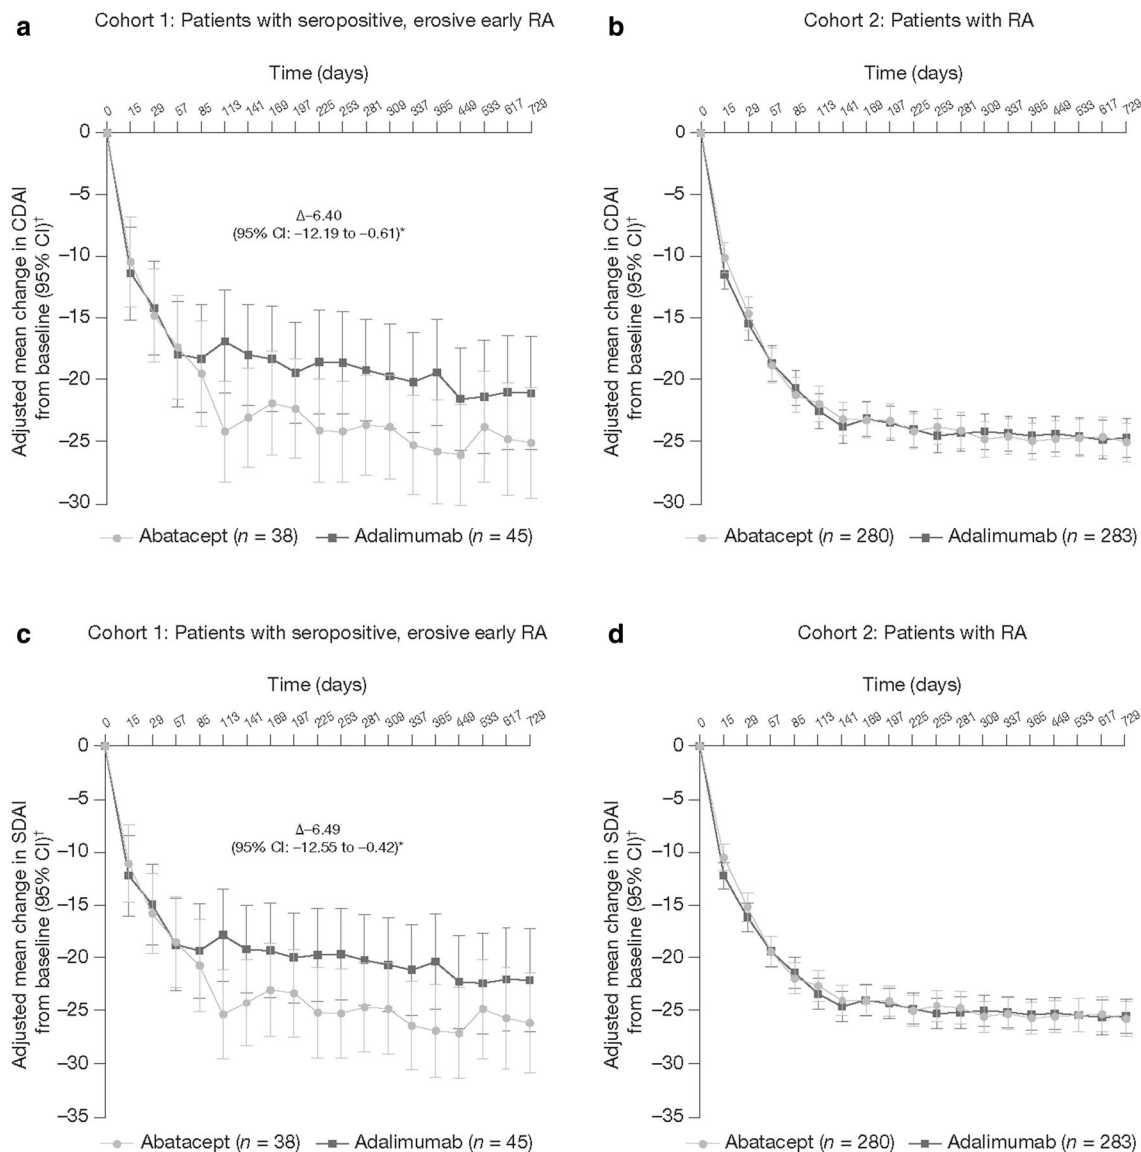 a Cohort 1: Patients with seropositive, erosive early RA
Time (days)
0 15 29 57 85 113 141 169 197 225 253 281 309 337 365 449 533 617 729
Adjusted mean change in CDAI
from baseline (95% CI)†
0
–5
–10
–15
–20
–25
–30
Δ–6.40
(95% CI: –12.19 to –0.61)*
Abatacept (n = 38) Adalimumab (n = 45)
b Cohort 2: Patients with RA
Time (days)
0 15 29 57 85 113 141 169 197 225 253 281 309 337 365 449 533 617 729
Adjusted mean change in CDAI
from baseline (95% CI)†
0
–5
–10
–15
–20
–25
–30
Abatacept (n = 280) Adalimumab (n = 283)
c Cohort 1: Patients with seropositive, erosive early RA
Time (days)
0 15 29 57 85 113 141 169 197 225 253 281 309 337 365 449 533 617 729
Adjusted mean change in SDAI
from baseline (95% CI)†
0
–5
–10
–15
–20
–25
–30
–35
Δ–6.49
(95% CI: –12.55 to –0.42)*
Abatacept (n = 38) Adalimumab (n = 45)
d Cohort 2: Patients with RA
Time (days)
0 15 29 57 85 113 141 169 197 225 253 281 309 337 365 449 533 617 729
Adjusted mean change in SDAI
from baseline (95% CI)†
0
–5
–10
–15
–20
–25
–30
–35
Abatacept (n = 280) Adalimumab (n = 283)